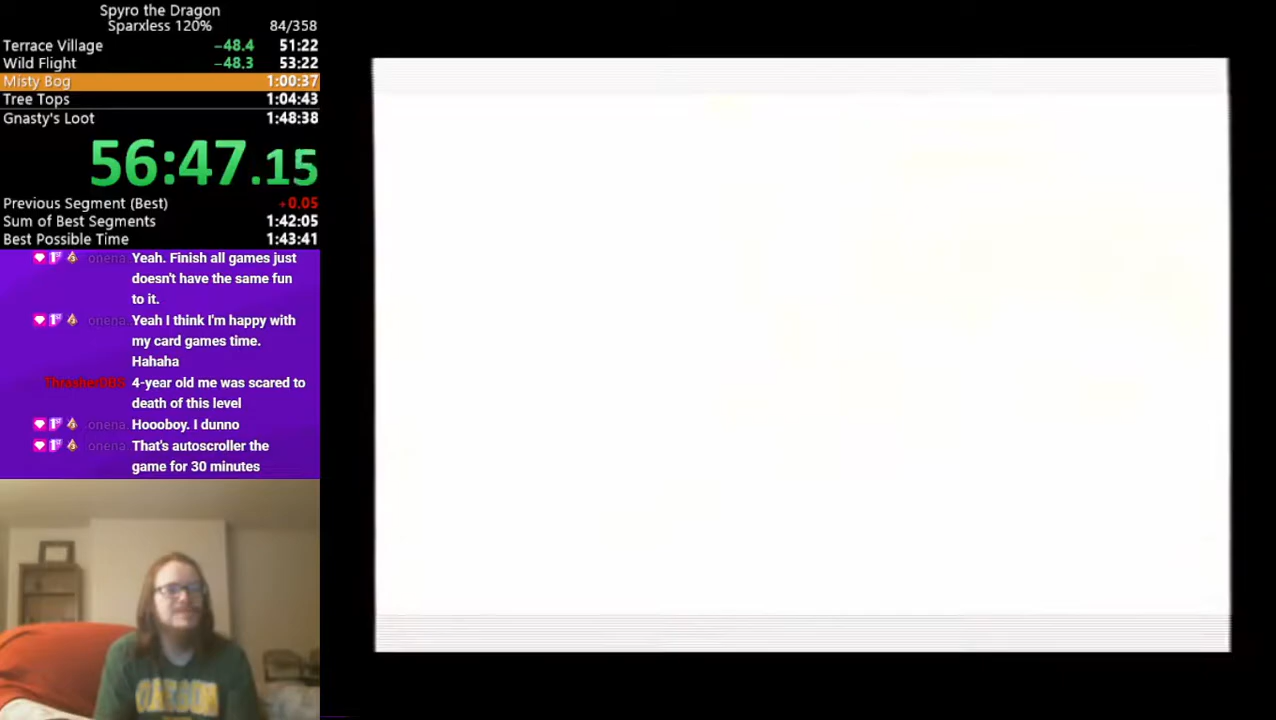 Spyro the Dragon
Sparxless 120% 84/358
Terrace Village -48.4 51:22
Wild Flight -48.3 53:22
Misty Bog 1:00:37
Tree Tops 1:04:43
Gnasty's Loot 1:48:38
56:47.15
Previous Segment (Best) +0.05
Sum of Best Segments 1:42:05
Best Possible Time 1:43:41
onena Yeah. Finish all games just
doesn't have the same fun
to it.
onena Yeah I think I'm happy with
my card games time.
Hahaha
ThrasherDBS 4-year old me was scared to
death of this level
onena Hoooboy. I dunno
onena That's autoscroller the
game for 30 minutes